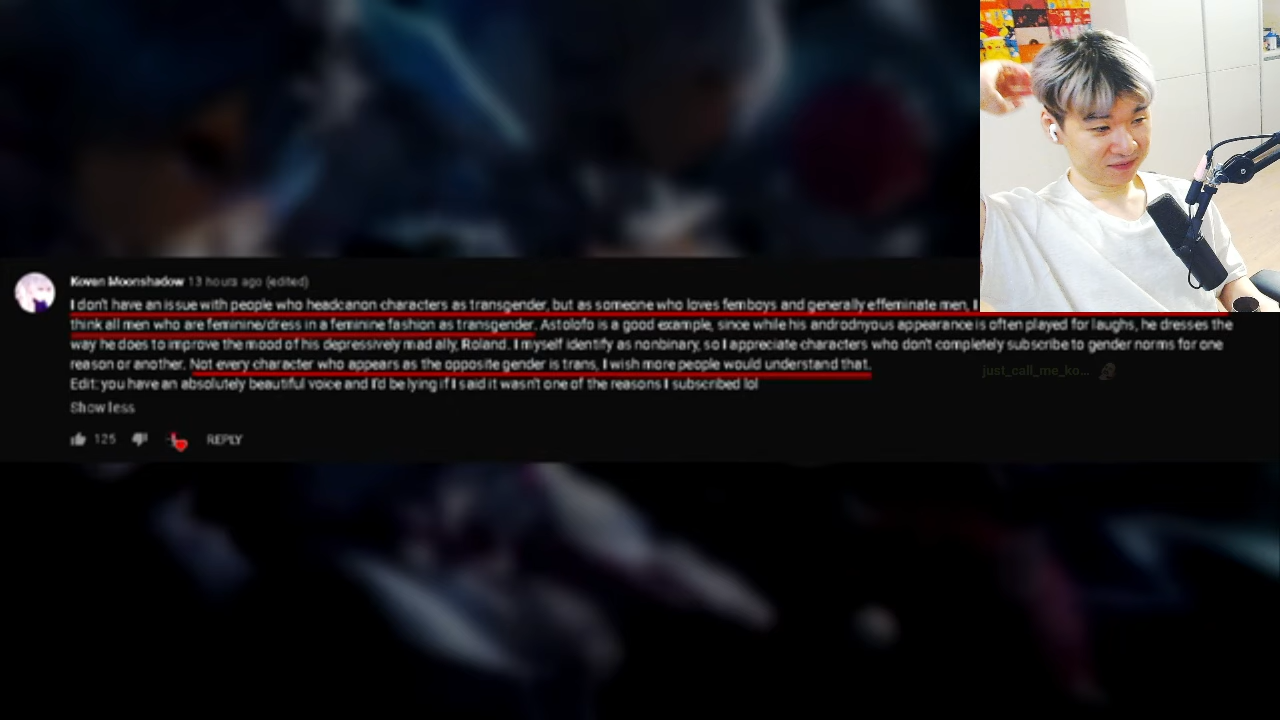 Koven Moonshadow 13 hours ago (edited)
I don't have an issue with people who headcanon characters as transgender, but as someone who loves femboys and generally effeminate men, I
think all men who are feminine/dress in a feminine fashion as transgender. Astolofo is a good example, since while his androdnyous appearance is often played for laughs, he dresses the
way he does to improve the mood of his depressively mad ally, Roland. I myself identify as nonbinary, so I appreciate characters who don't completely subscribe to gender norms for one
reason or another. Not every character who appears as the opposite gender is trans, I wish more people would understand that.
Edit: you have an absolutely beautiful voice and I'd be lying if I said it wasn't one of the reasons I subscribed lol
just_call_me_ko...
Show less
125 REPLY